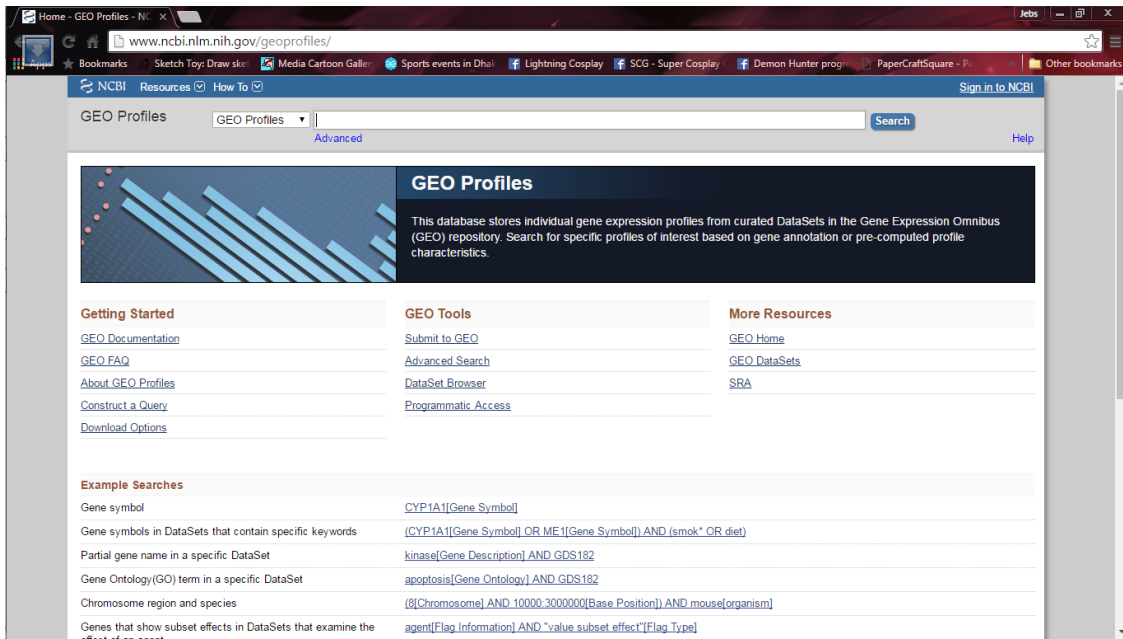 Home - GEO Profiles - NC
Jebs
www.ncbi.nlm.nih.gov/geoprofiles/
Apps Bookmarks Sketch Toy: Draw sket Media Cartoon Galler Sports events in Dhak Lightning Cosplay SCG - Super Cosplay Demon Hunter progr PaperCraftSquare - Other bookmarks
NCBI Resources How To Sign in to NCBI
GEO Profiles GEO Profiles Search
Advanced Help
GEO Profiles
This database stores individual gene expression profiles from curated DataSets in the Gene Expression Omnibus
(GEO) repository. Search for specific profiles of interest based on gene annotation or pre-computed profile
characteristics.
Getting Started GEO Tools More Resources
GEO Documentation Submit to GEO GEO Home
GEO FAQ Advanced Search GEO DataSets
About GEO Profiles DataSet Browser SRA
Construct a Query Programmatic Access
Download Options
Example Searches
Gene symbol CYP1A1[Gene Symbol]
Gene symbols in DataSets that contain specific keywords (CYP1A1[Gene Symbol] OR ME1[Gene Symbol]) AND (smok* OR diet)
Partial gene name in a specific DataSet kinase[Gene Description] AND GDS182
Gene Ontology(GO) term in a specific DataSet apoptosis[Gene Ontology] AND GDS182
Chromosome region and species (8[Chromosome] AND 10000:3000000[Base Position]) AND mouse[organism]
Genes that show subset effects in DataSets that examine the agent[Flag Information] AND "value subset effect"[Flag Type]
effect of an agent